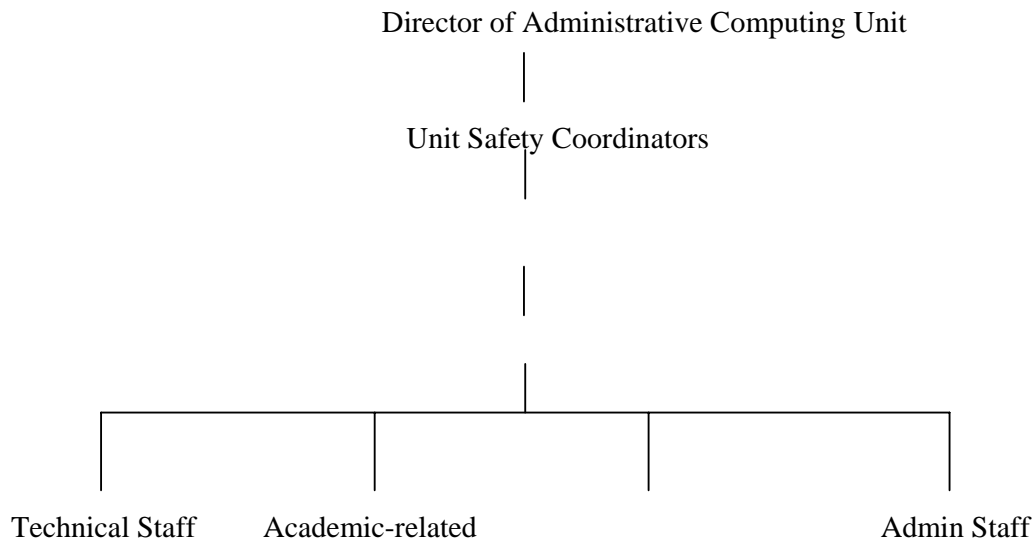 Director of Administrative Computing Unit
Unit Safety Coordinators
Technical Staff Academic-related Admin Staff